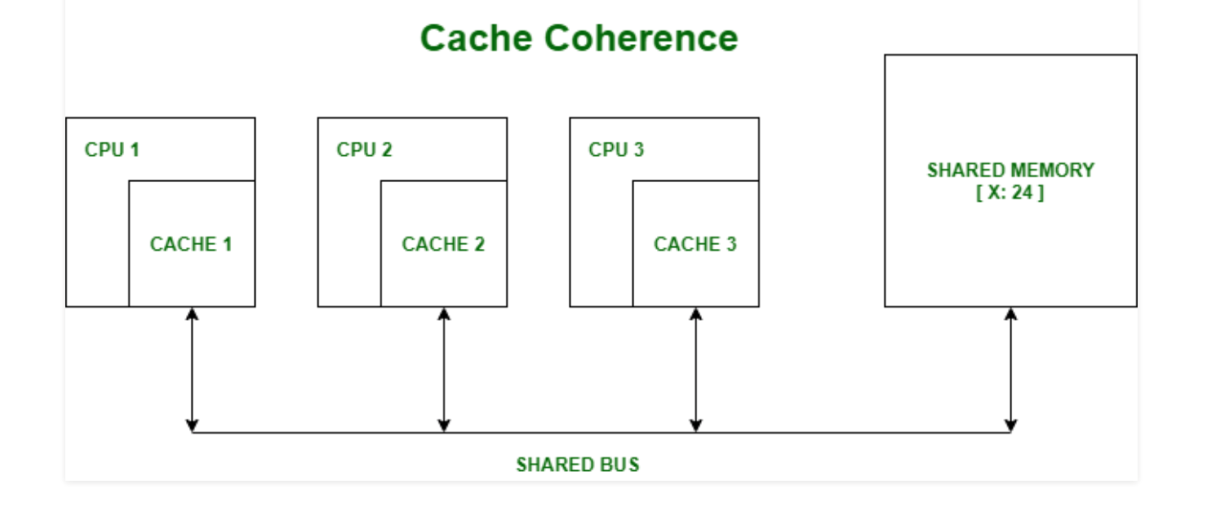 Cache Coherence
CPU 1
CACHE 1
CPU 2
CACHE 2
CPU 3
CACHE 3
SHARED MEMORY
[ X: 24 ]
SHARED BUS